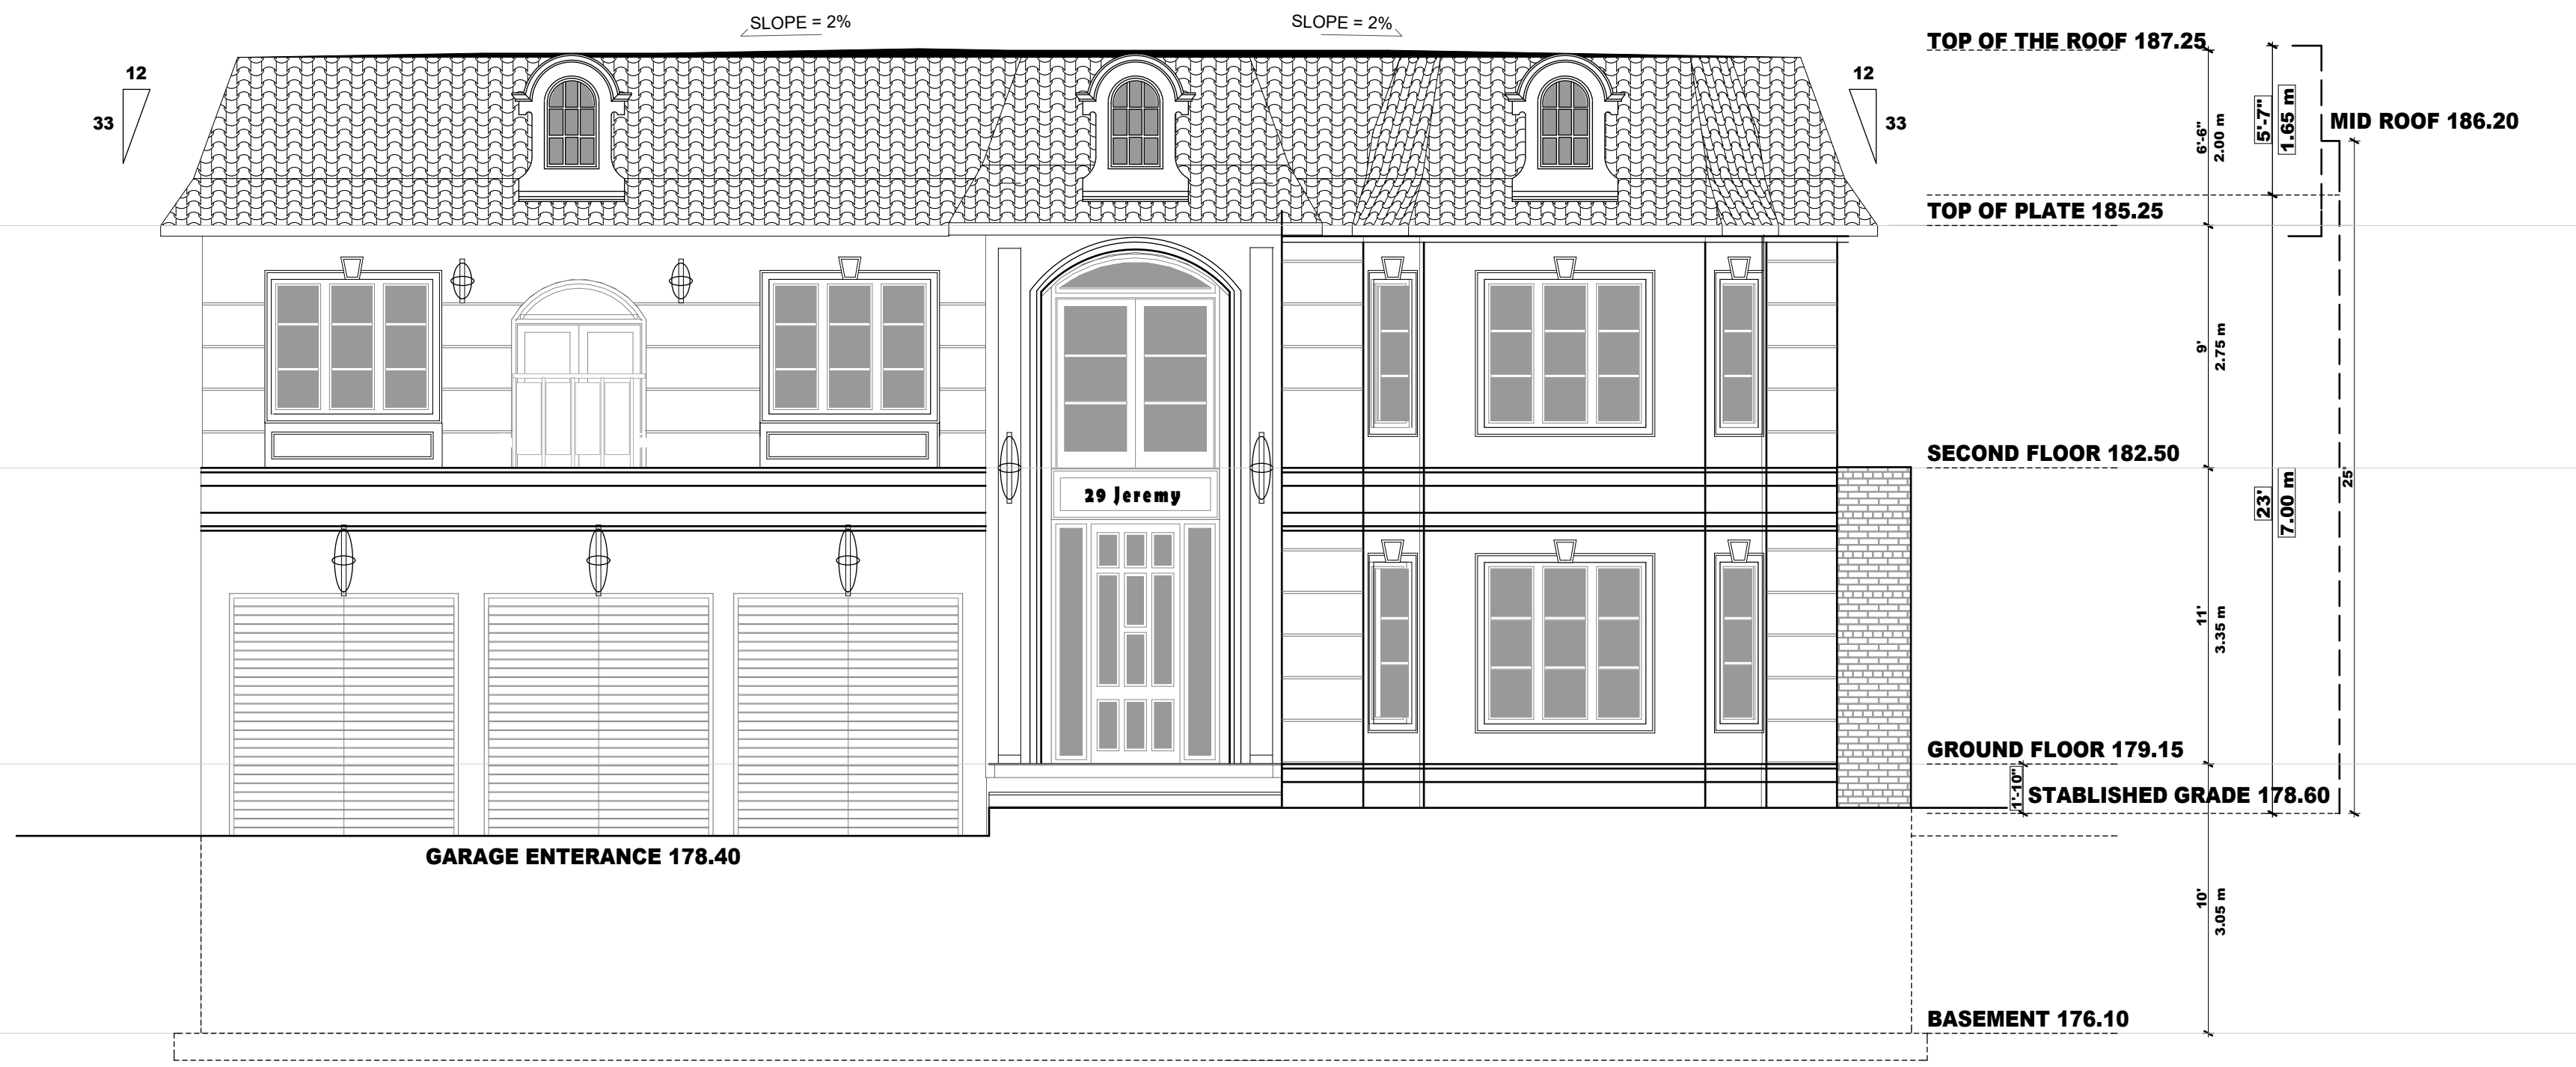 SLOPE = 2%
SLOPE = 2%
TOP OF THE ROOF 187.25
12
33
12
33
6'-6"
2.00 m
5'-7"
1.65 m
MID ROOF 186.20
TOP OF PLATE 185.25
9'
2.75 m
SECOND FLOOR 182.50
29 Jeremy
23'
7.00 m
25'
11'
3.35 m
GROUND FLOOR 179.15
1'-10"
STABLISHED GRADE 178.60
GARAGE ENTERANCE 178.40
10'
3.05 m
BASEMENT 176.10